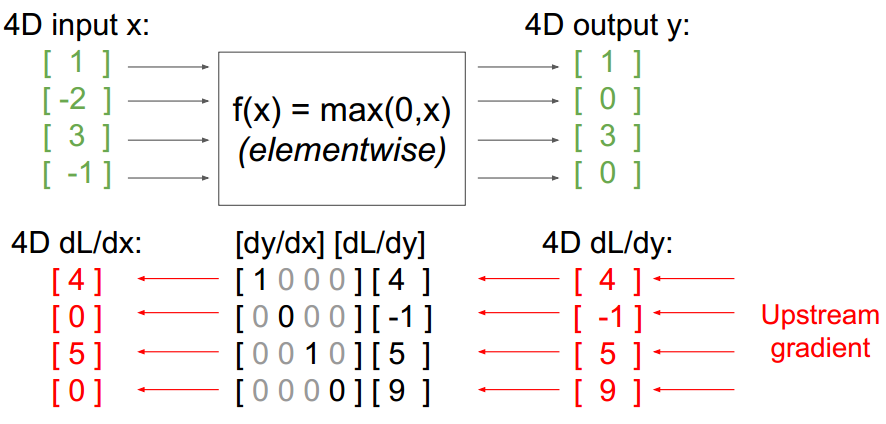 4D input x: 4D output y:
[ 1 ] [ 1 ]
[ -2 ] [ 0 ]
f(x) = max(0,x)
[ 3 ] [ 3 ]
(elementwise)
[ -1 ] [ 0 ]
4D dL/dx: [dy/dx] [dL/dy] 4D dL/dy:
[ 4 ] [ 1 0 0 0 ] [ 4 ] [ 4 ]
[ 0 ] [ 0 0 0 0 ] [ -1 ] [ -1 ]
[ 5 ] [ 0 0 1 0 ] [ 5 ] [ 5 ]
[ 0 ] [ 0 0 0 0 ] [ 9 ] [ 9 ]
Upstream
gradient